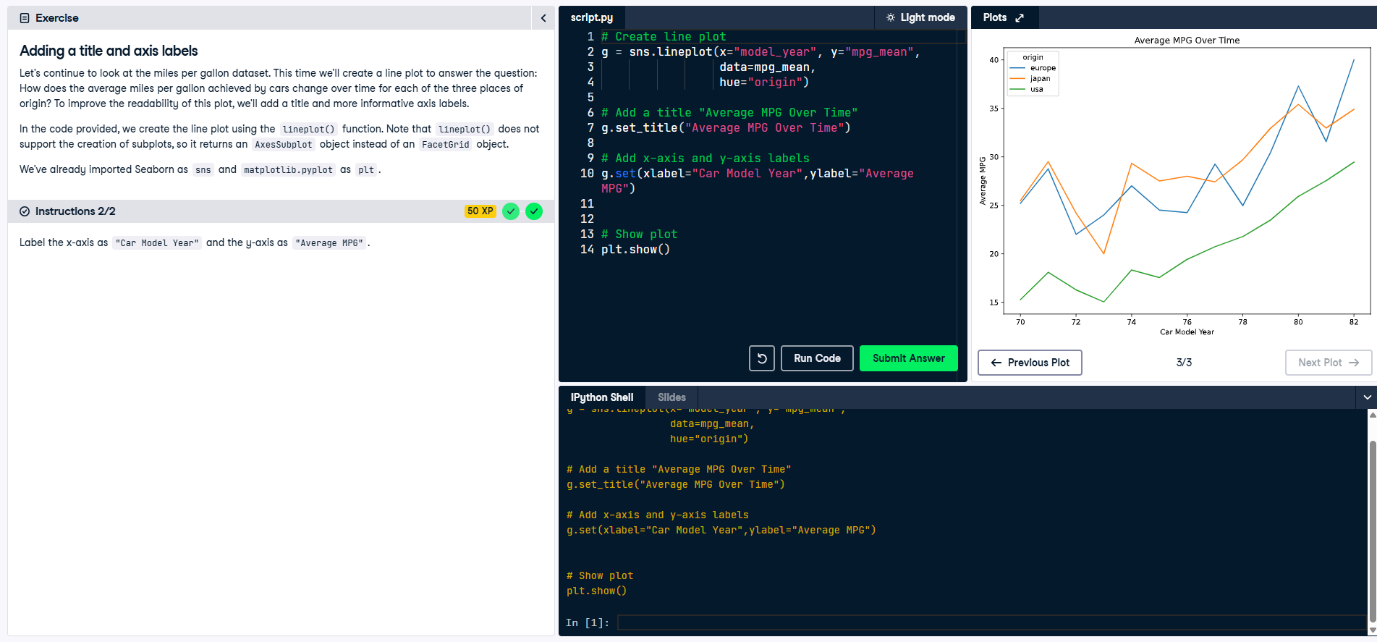 Exercise
Adding a title and axis labels
Let's continue to look at the miles per gallon dataset. This time we'll create a line plot to answer the question:
How does the average miles per gallon achieved by cars change over time for each of the three places of
origin? To improve the readability of this plot, we'll add a title and more informative axis labels.
In the code provided, we create the line plot using the lineplot() function. Note that lineplot() does not
support the creation of subplots, so it returns an AxesSubplot object instead of an FacetGrid object.
We've already imported Seaborn as sns and matplotlib.pyplot as plt .
Instructions 2/2
50 XP
Label the x-axis as "Car Model Year" and the y-axis as "Average MPG" .
script.py
Light mode
1 # Create line plot
2 g = sns.lineplot(x="model_year", y="mpg_mean",
3 data=mpg_mean,
4 hue="origin")
5
6 # Add a title "Average MPG Over Time"
7 g.set_title("Average MPG Over Time")
8
9 # Add x-axis and y-axis labels
10 g.set(xlabel="Car Model Year",ylabel="Average
MPG")
11
12
13 # Show plot
14 plt.show()
Run Code
Submit Answer
Plots
Average MPG Over Time
origin
europe
japan
usa
Average MPG
40
35
30
25
20
15
70 72 74 76 78 80 82
Car Model Year
← Previous Plot
3/3
Next Plot →
IPython Shell
Slides
g = sns.lineplot(x="model_year", y="mpg_mean",
data=mpg_mean,
hue="origin")
# Add a title "Average MPG Over Time"
g.set_title("Average MPG Over Time")
# Add x-axis and y-axis labels
g.set(xlabel="Car Model Year",ylabel="Average MPG")
# Show plot
plt.show()
In [1]: